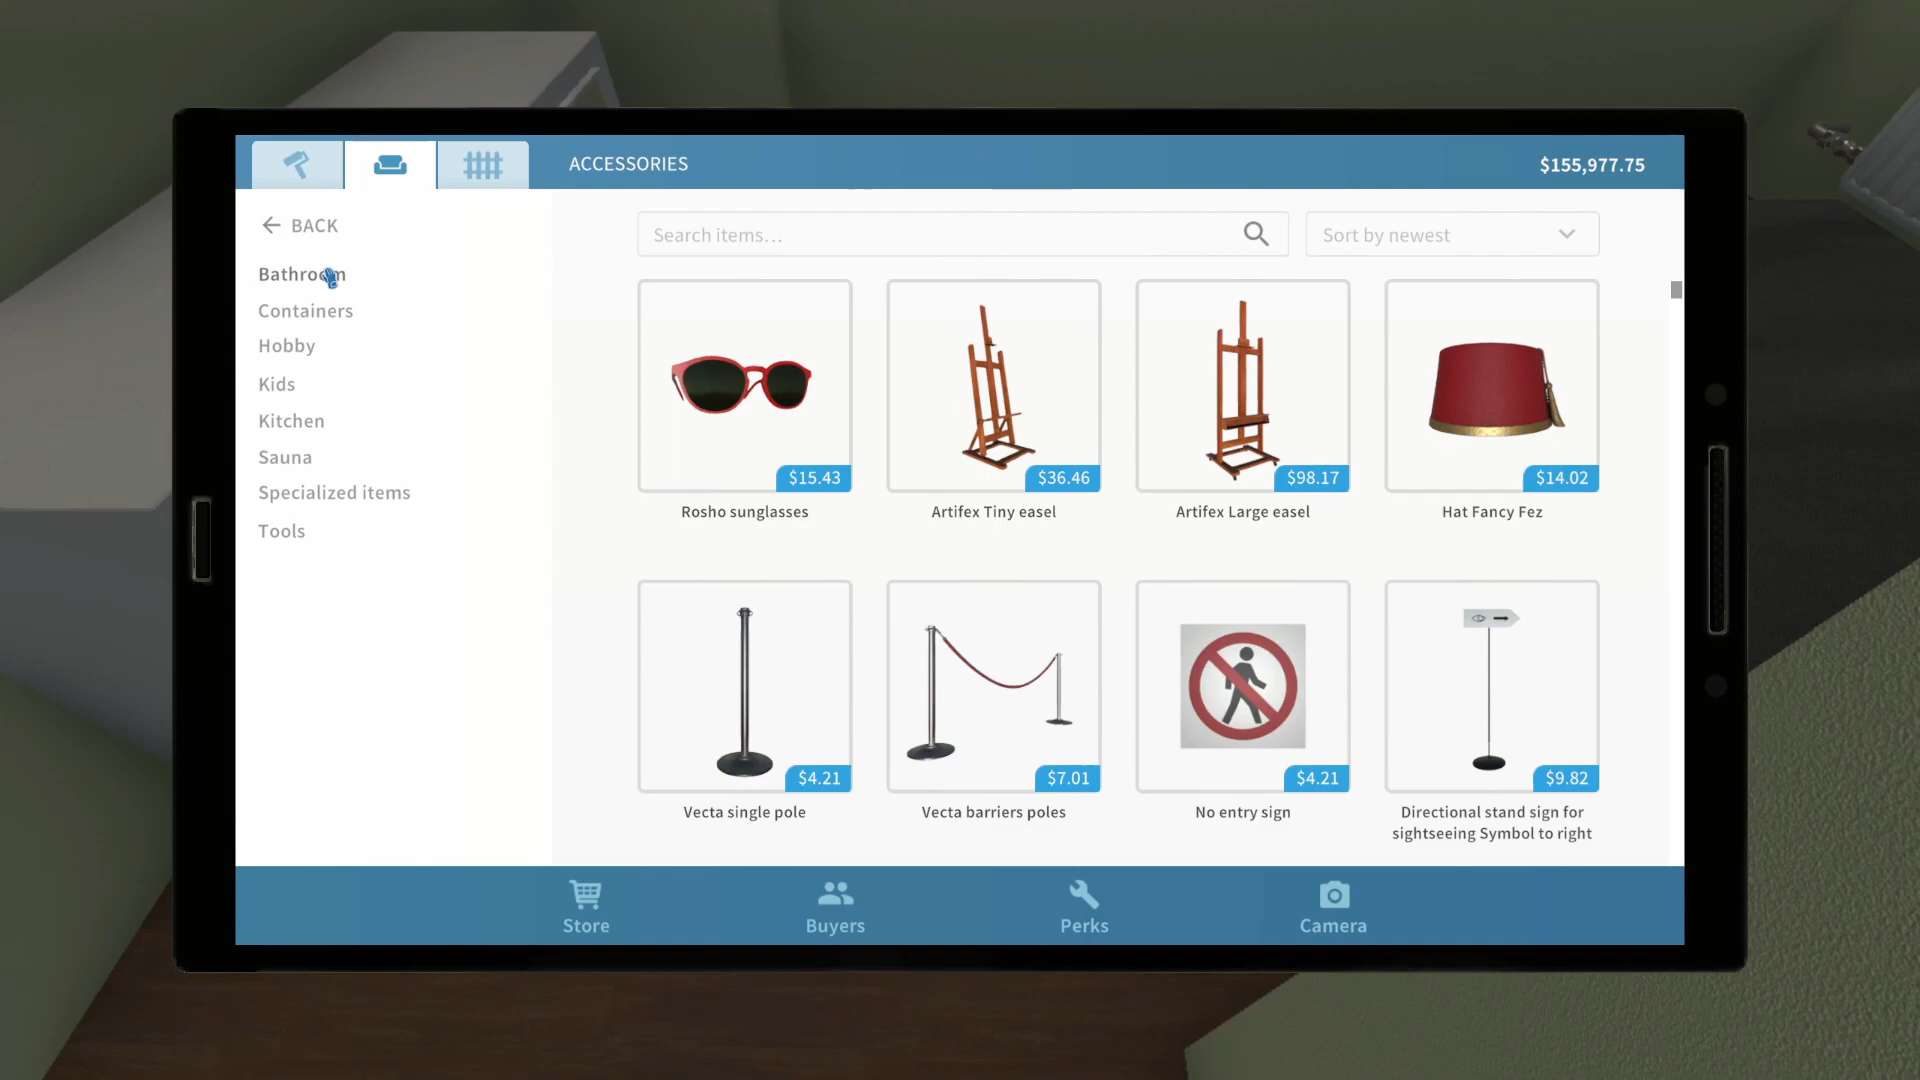 ACCESSORIES
$155,977.75
BACK
Search items...
Sort by newest
Bathroom
Containers
Hobby
Kids
Kitchen
Sauna
Specialized items
Tools
$15.43
$36.46
$98.17
$14.02
Rosho sunglasses
Artifex Tiny easel
Artifex Large easel
Hat Fancy Fez
$4.21
$7.01
$4.21
$9.82
Vecta single pole
Vecta barriers poles
No entry sign
Directional stand sign for
sightseeing Symbol to right
Store
Buyers
Perks
Camera